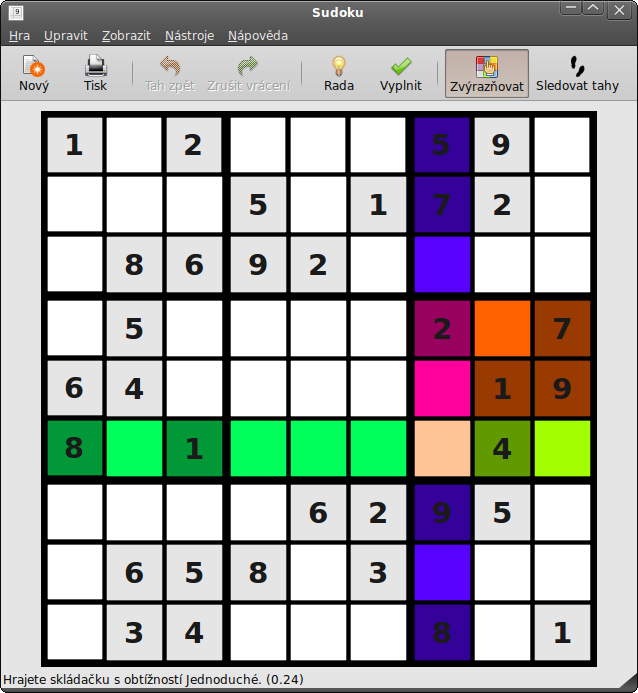 Sudoku
Hra Upravit Zobrazit Nástroje Nápověda
Nový Tisk Tah zpět Zrušit vrácení Rada Vyplnit Zvýrazňovat Sledovat tahy
1 2 5 9
5 1 7 2
8 6 9 2
5 2 7
6 4 1 9
8 1 4
6 2 9 5
6 5 8 3
3 4 8 1
Hrajete skládačku s obtížností Jednoduché. (0.24)